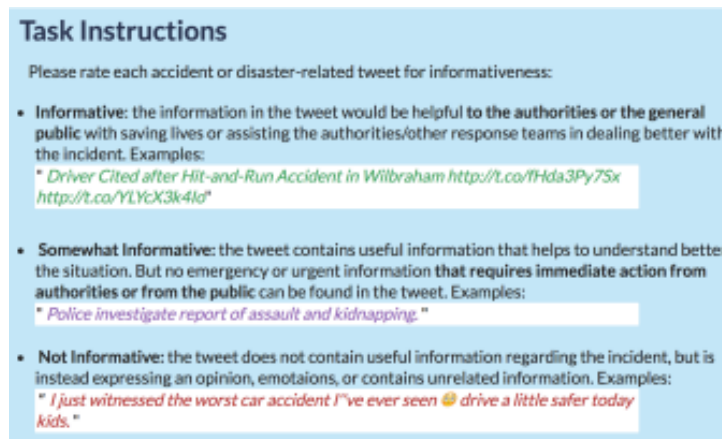 Task Instructions
Please rate each accident or disaster-related tweet for informativeness:
• Informative: the information in the tweet would be helpful to the authorities or the general
public with saving lives or assisting the authorities/other response teams in dealing better with
the incident. Examples:
" Driver Cited after Hit-and-Run Accident in Wilbraham http://t.co/fHda3Py7Sx
http://t.co/YLYcX3k4Io"
• Somewhat Informative: the tweet contains useful information that helps to understand bette
the situation. But no emergency or urgent information that requires immediate action from
authorities or from the public can be found in the tweet. Examples:
" Police investigate report of assault and kidnapping. "
• Not Informative: the tweet does not contain useful information regarding the incident, but is
instead expressing an opinion, emotaions, or contains unrelated information. Examples:
" I just witnessed the worst car accident I"ve ever seen 😅 drive a little safer today
kids. "